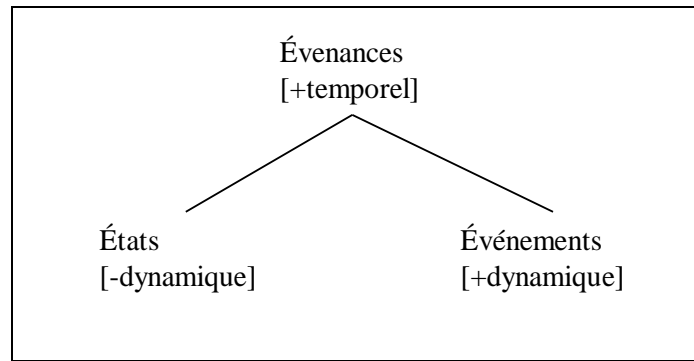 Évenances
[+temporel]
États
[-dynamique]
Événements
[+dynamique]